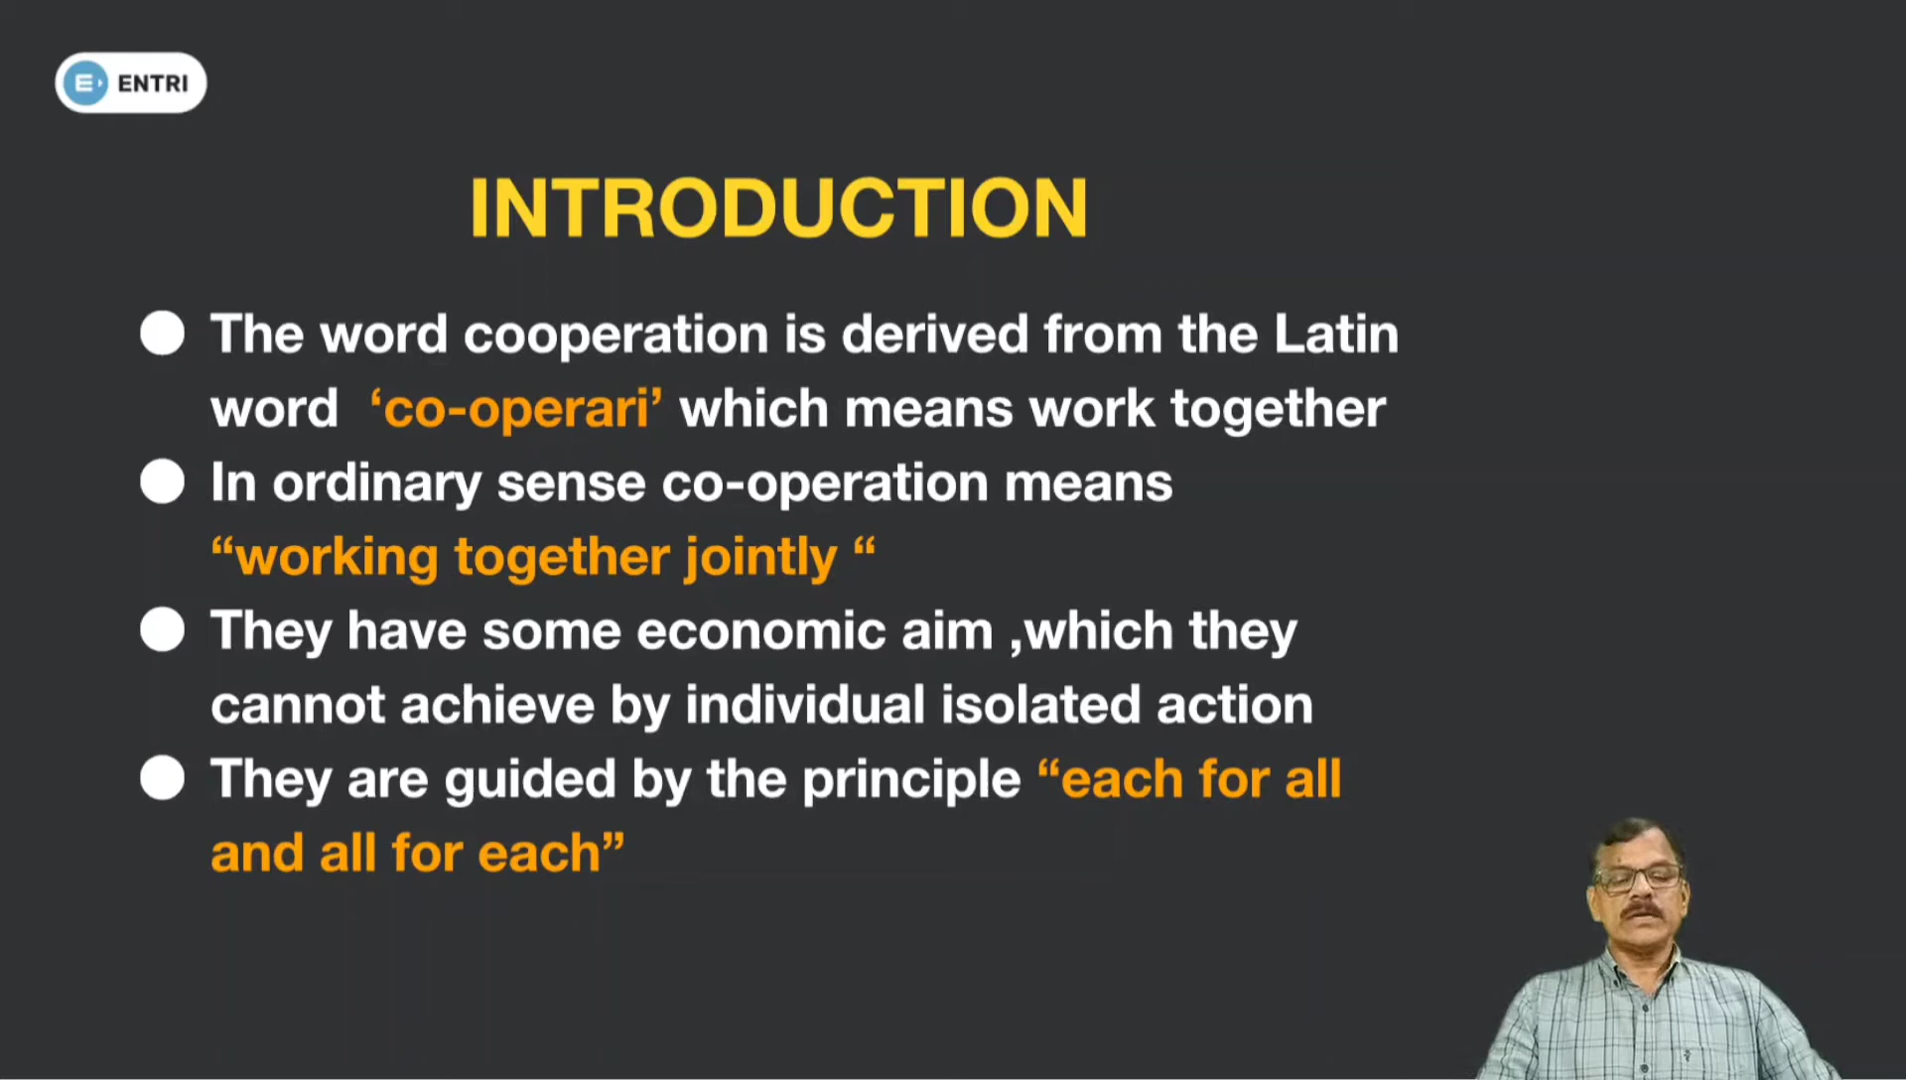 ENTRI
INTRODUCTION
The word cooperation is derived from the Latin
word ‘co-operari’ which means work together
In ordinary sense co-operation means
“working together jointly “
They have some economic aim ,which they
cannot achieve by individual isolated action
They are guided by the principle “each for all
and all for each”